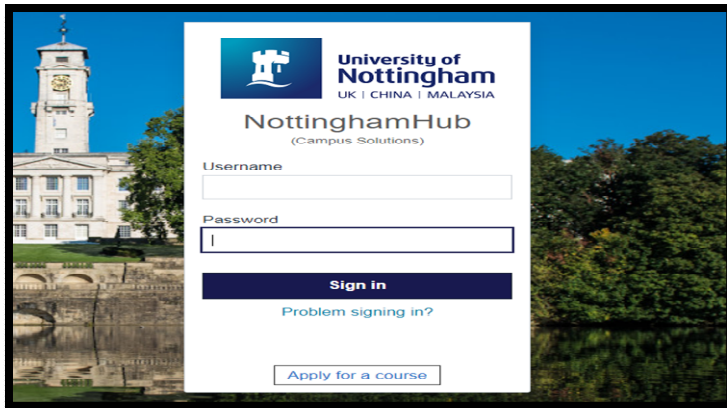 University of
Nottingham
UK | CHINA | MALAYSIA
NottinghamHub
(Campus Solutions)
Username
Password
Sign in
Problem signing in?
Apply for a course